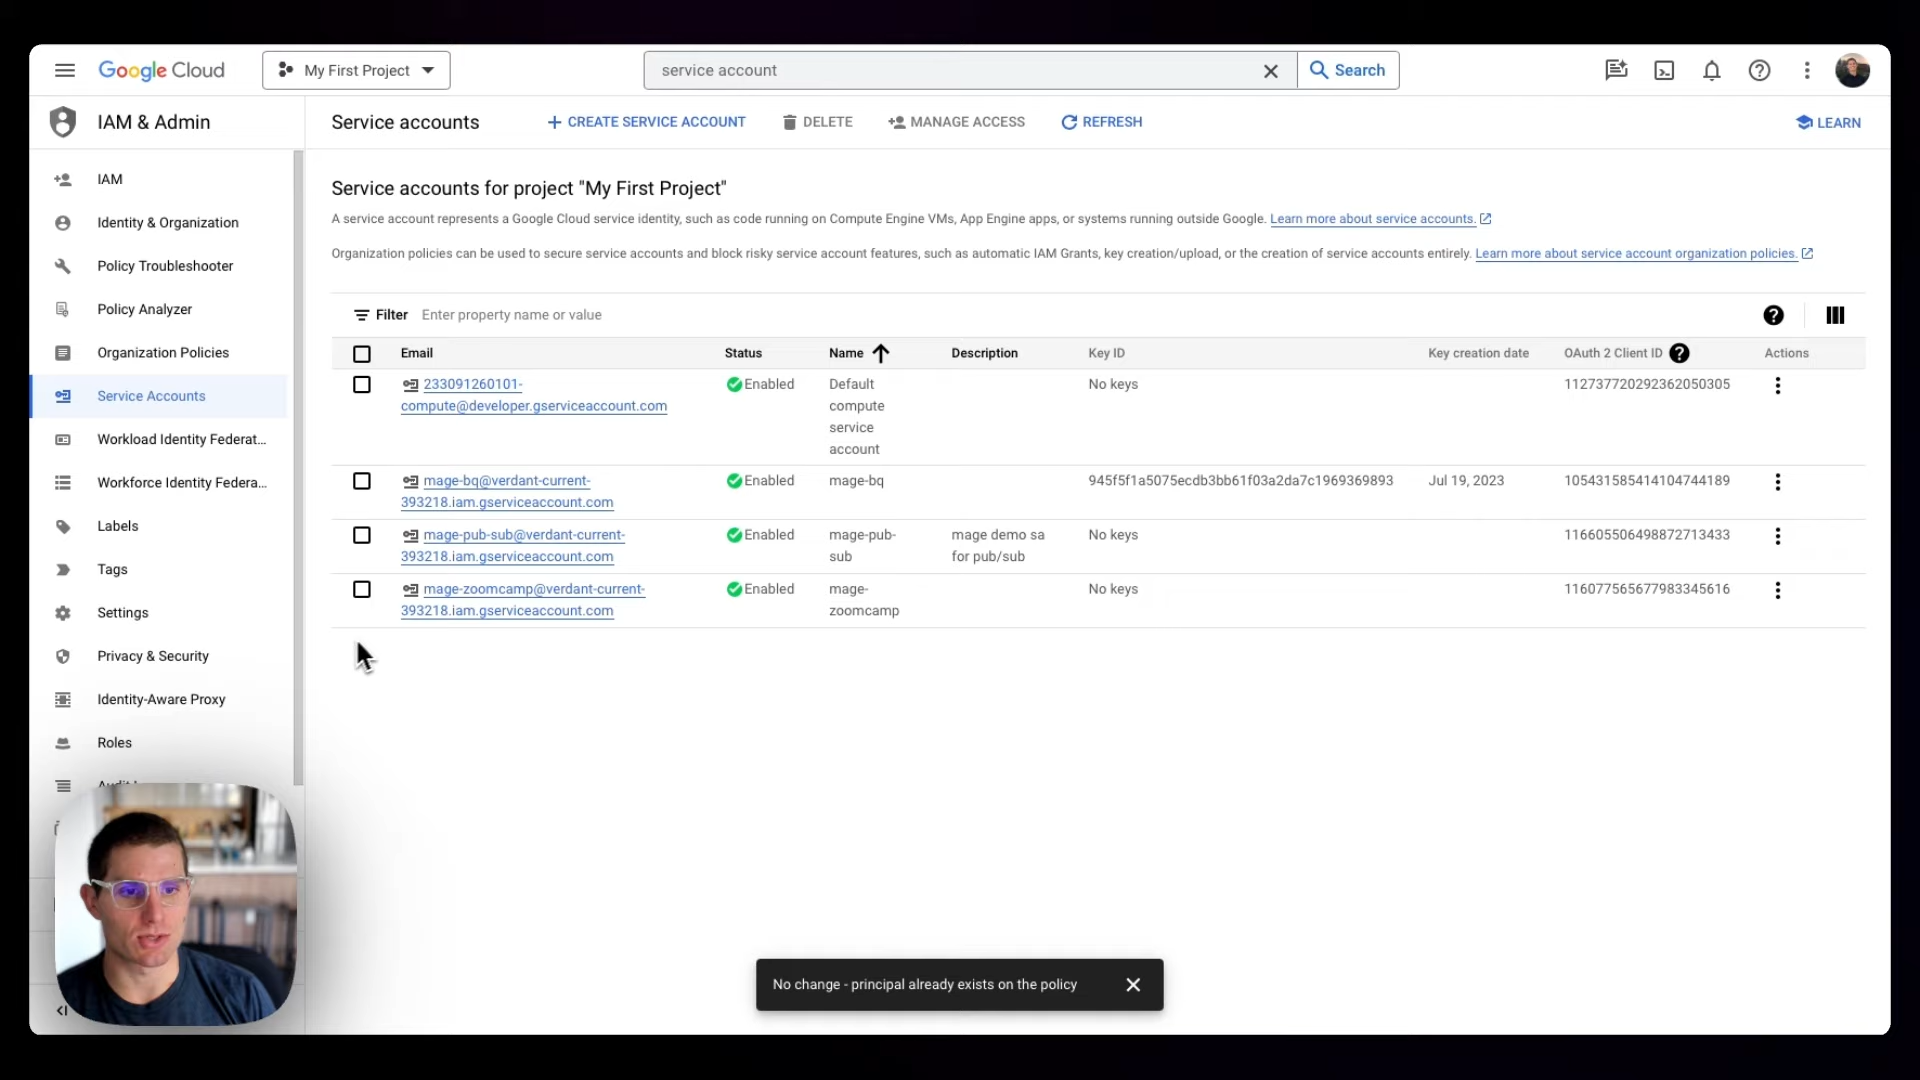 Google Cloud
My First Project
service account
Search
IAM & Admin
Service accounts
CREATE SERVICE ACCOUNT
DELETE
MANAGE ACCESS
REFRESH
LEARN
IAM
Identity & Organization
Policy Troubleshooter
Policy Analyzer
Organization Policies
Service Accounts
Workload Identity Federat...
Workforce Identity Federa...
Labels
Tags
Settings
Privacy & Security
Identity-Aware Proxy
Roles
Service accounts for project "My First Project"
A service account represents a Google Cloud service identity, such as code running on Compute Engine VMs, App Engine apps, or systems running outside Google. Learn more about service accounts.
Organization policies can be used to secure service accounts and block risky service account features, such as automatic IAM Grants, key creation/upload, or the creation of service accounts entirely. Learn more about service account organization policies.
Filter Enter property name or value
Email Status Name Description Key ID Key creation date OAuth 2 Client ID Actions
233091260101- Enabled Default No keys 112737720292362050305
compute@developer.gserviceaccount.com compute
service
account
mage-bq@verdant-current- Enabled mage-bq 945f5f1a5075ecdb3bb61f03a2da7c1969369893 Jul 19, 2023 105431585414104744189
393218.iam.gserviceaccount.com
mage-pub-sub@verdant-current- Enabled mage-pub- mage demo sa No keys 116605506498872713433
393218.iam.gserviceaccount.com sub for pub/sub
mage-zoomcamp@verdant-current- Enabled mage- No keys 116077565677983345616
393218.iam.gserviceaccount.com zoomcamp
No change - principal already exists on the policy